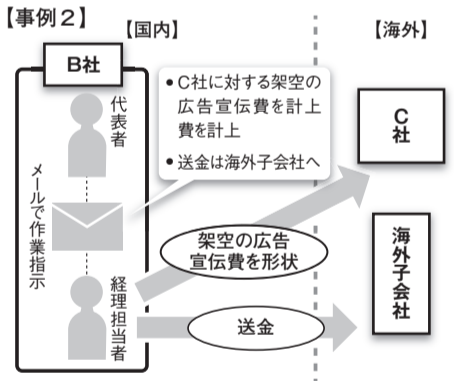 【事例２】
【国内】
【海外】
B社
代表者
• C社に対する架空の
広告宣伝費を計上
費を計上
• 送金は海外子会社へ
C社
メールで作業指示
架空の広告
宣伝費を形状
海外子会社
経理担当者
送金